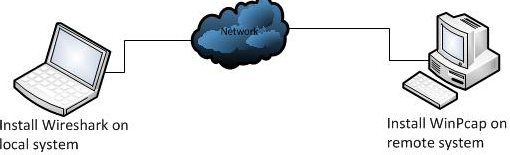 Network
Install Wireshark on
local system
Install WinPcap on
remote system